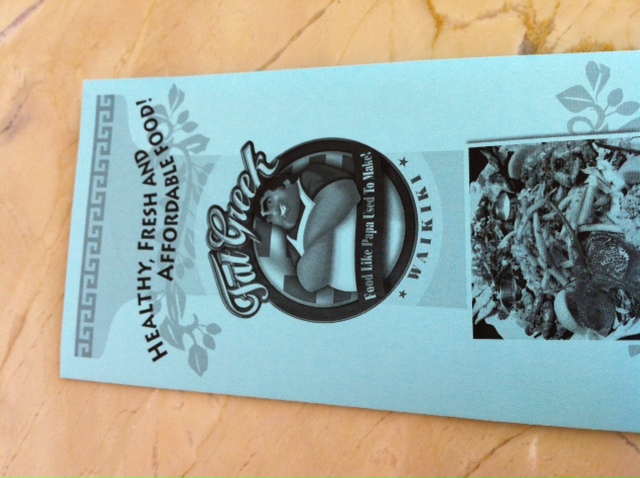 HEALTHY, FRESH AND
AFFORDABLE FOOD!
Fat Greek
Food Like Papa Used To Make!
WAIKIKI